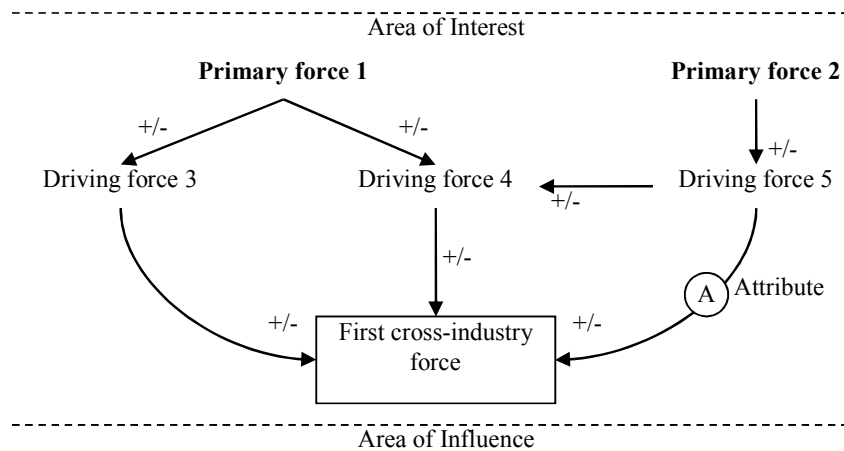 Area of Interest
Primary force 1
Primary force 2
+/-
+/-
+/-
Driving force 3
Driving force 4
Driving force 5
+/-
+/-
A
Attribute
+/-
+/-
First cross-industry
force
Area of Influence